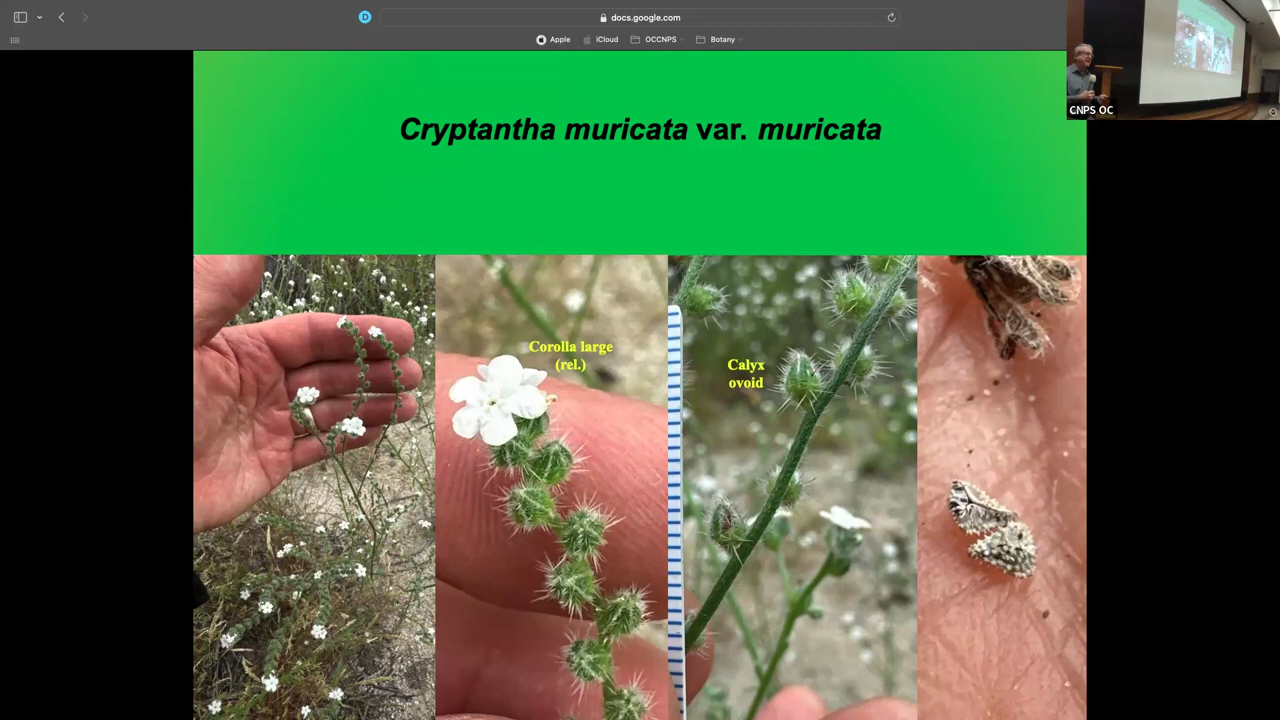 docs.google.com
Apple
iCloud
OCCNPS
Botany
CNPS OC
Cryptantha muricata var. muricata
Corolla large
(rel.)
Calyx
ovoid